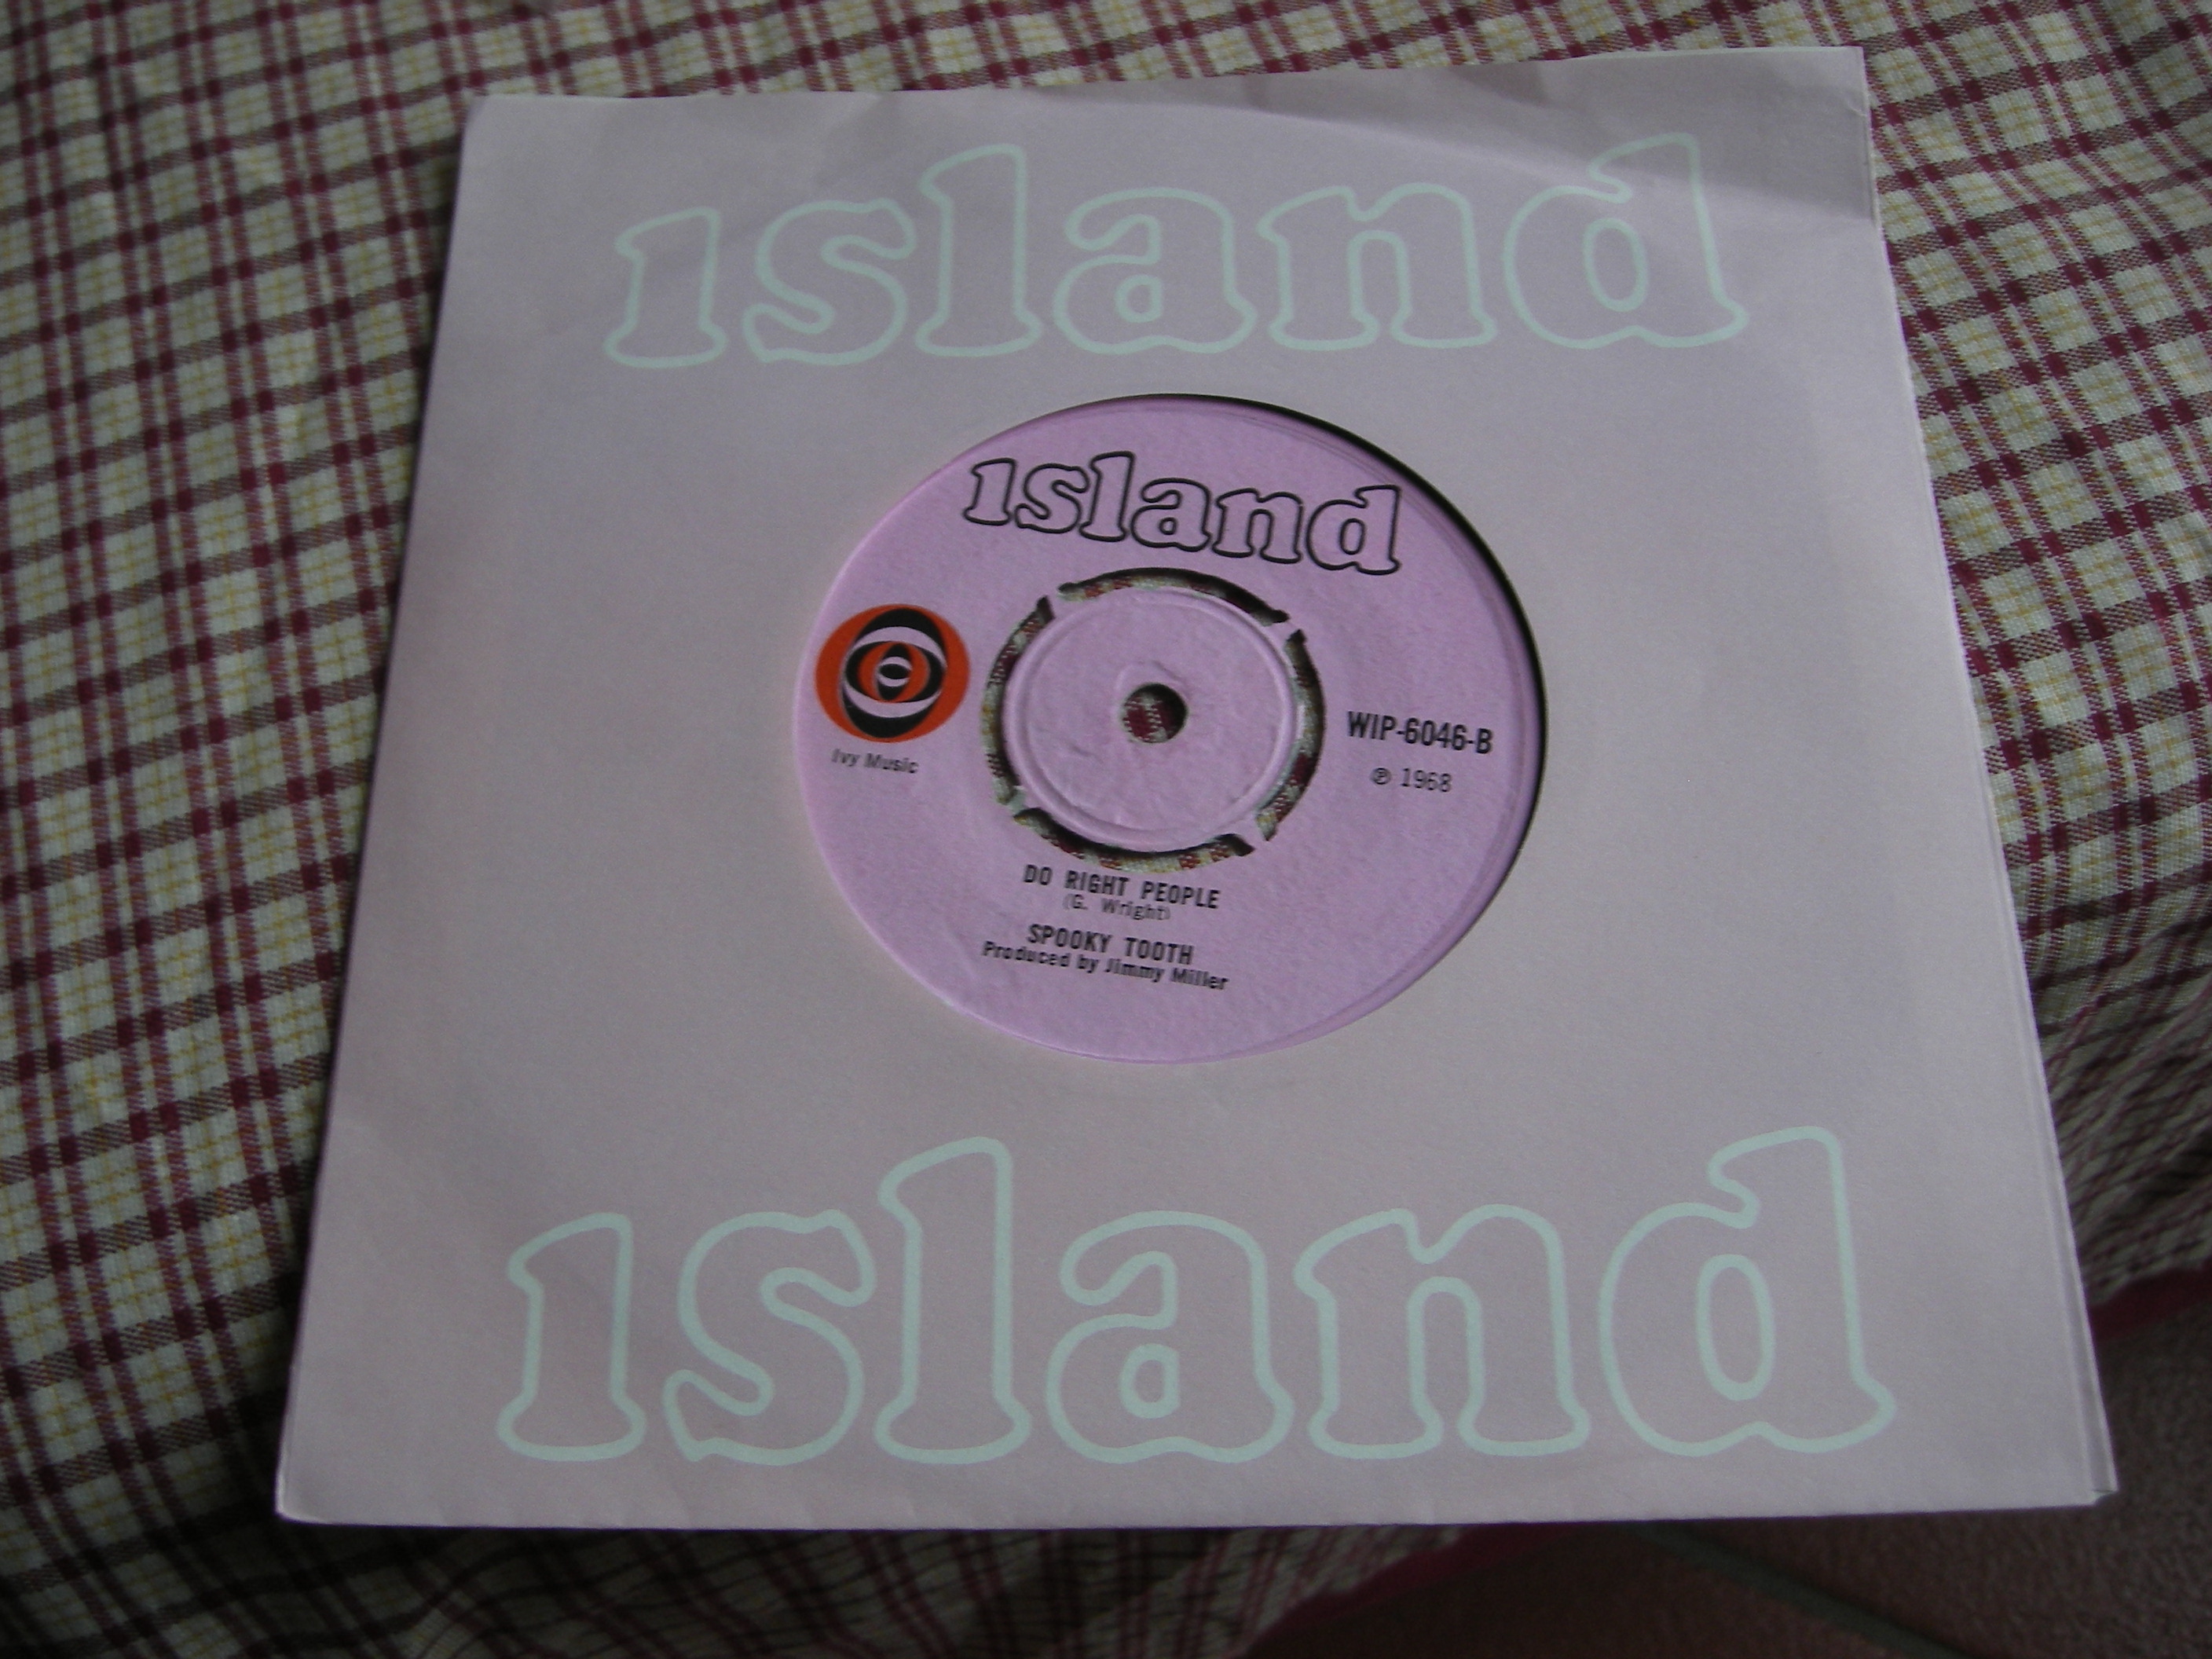 island
island
Ivy Music
WIP-6046-B
℗ 1968
DO RIGHT PEOPLE
(G. Wright)
SPOOKY TOOTH
Produced by Jimmy Miller
island